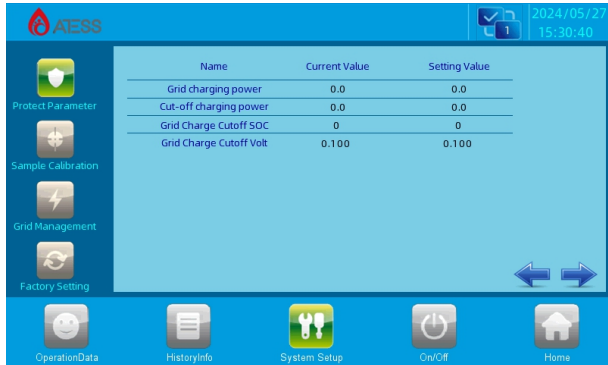 ATESS
1
2024/05/27
15:30:40
Name Current Value Setting Value
Grid charging power 0.0 0.0
Cut-off charging power 0.0 0.0
Grid Charge Cutoff SOC 0 0
Grid Charge Cutoff Volt 0.100 0.100
Protect Parameter
Sample Calibration
Grid Management
Factory Setting
OperationData HistoryInfo System Setup On/Off Home